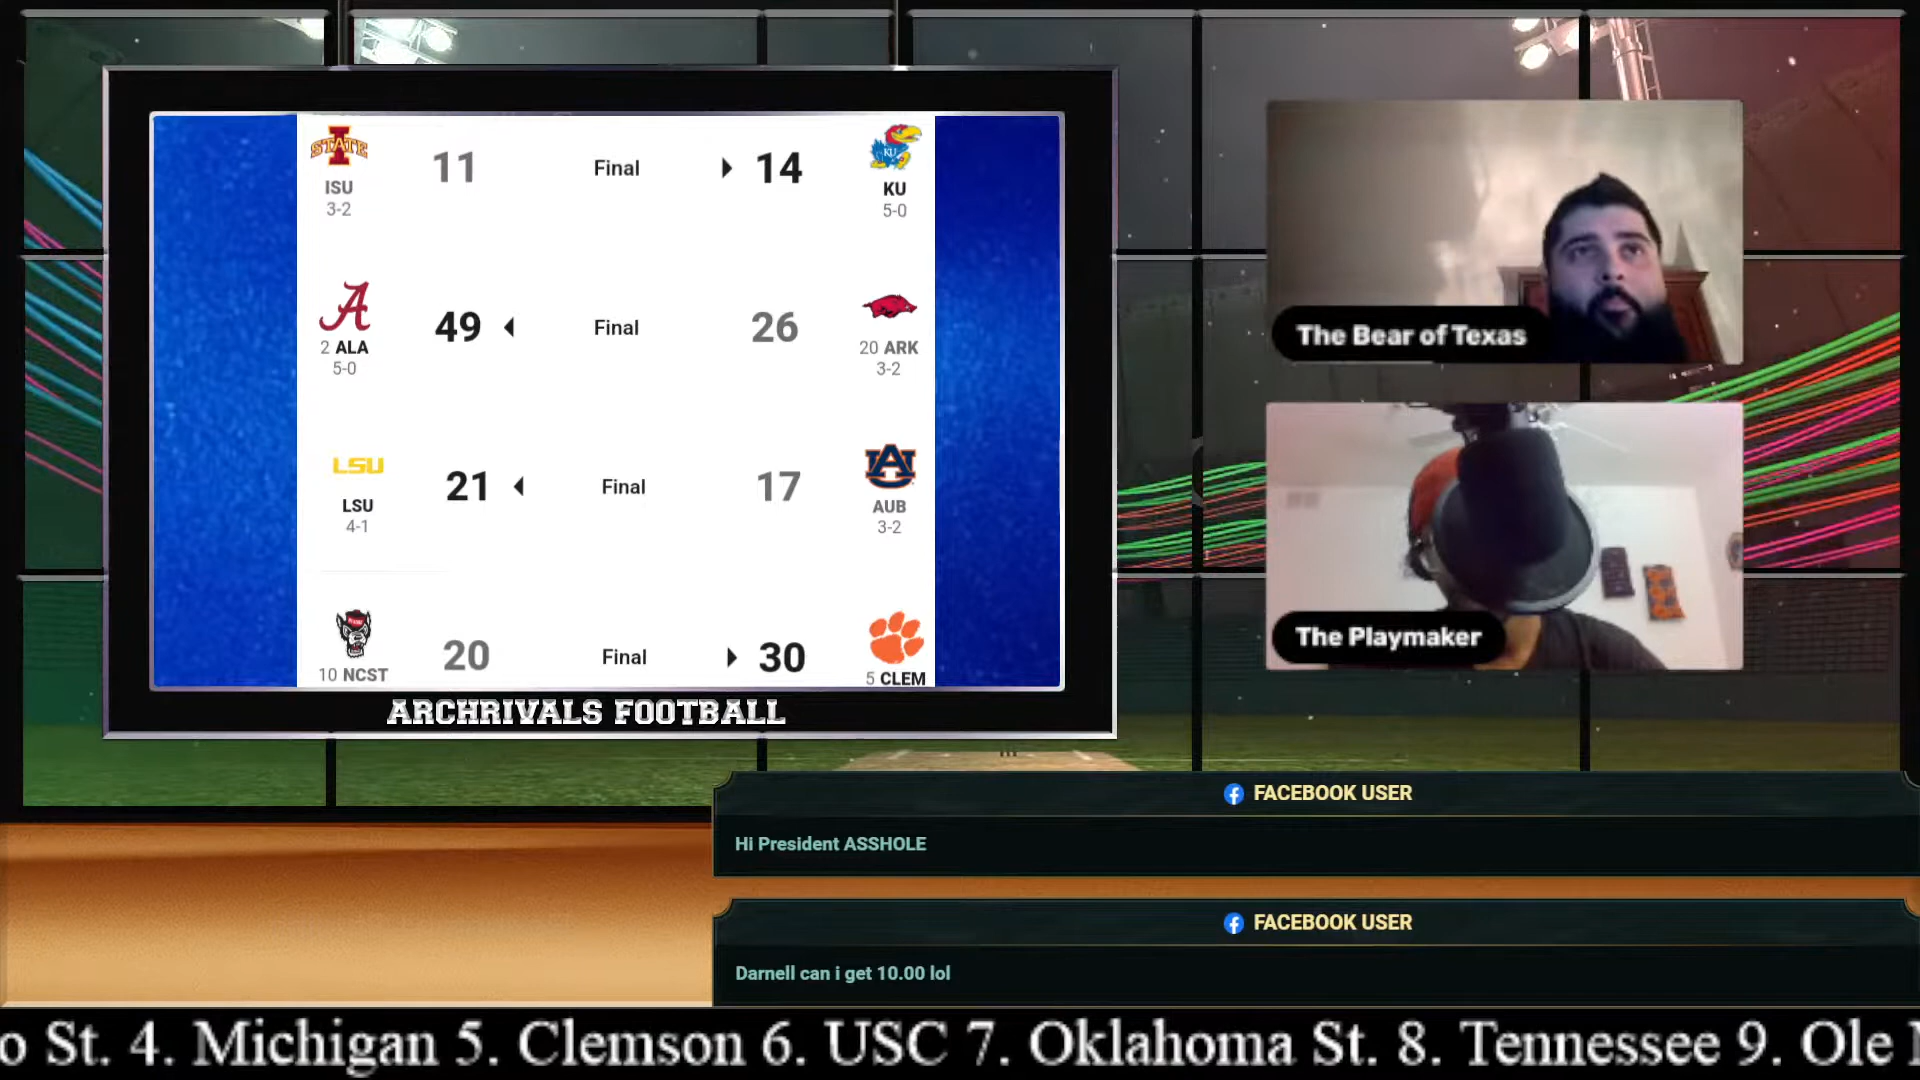 STATE
ISU
3-2
11
Final
14
KU
KU
5-0
A
2 ALA
5-0
49
Final
26
20 ARK
3-2
LSU
LSU
4-1
21
Final
17
AU
AUB
3-2
10 NCST
20
Final
30
5 CLEM
ARCHRIVALS FOOTBALL
The Bear of Texas
The Playmaker
FACEBOOK USER
Hi President ASSHOLE
FACEBOOK USER
Darnell can i get 10.00 lol
o St. 4. Michigan 5. Clemson 6. USC 7. Oklahoma St. 8. Tennessee 9. Ole